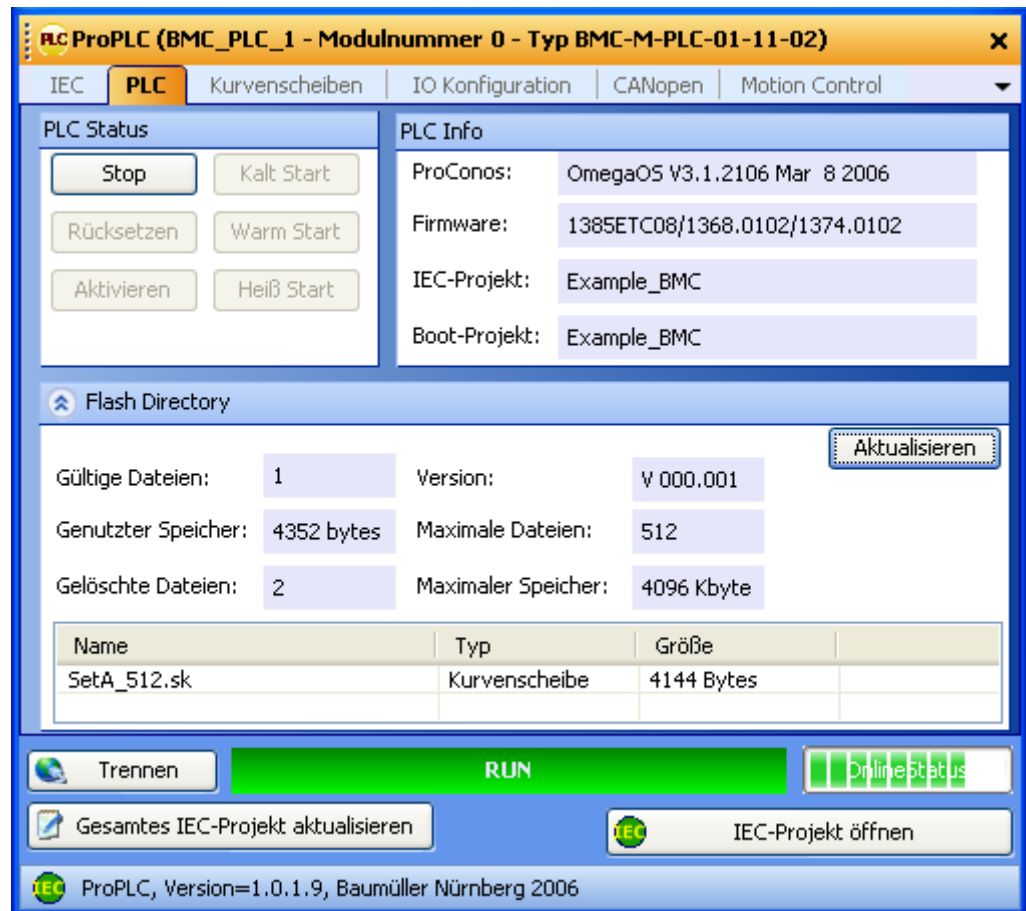 PLC ProPLC (BMC_PLC_1 - Modulnummer 0 - Typ BMC-M-PLC-01-11-02)
IEC PLC Kurvenscheiben IO Konfiguration CANopen Motion Control
PLC Status
Stop Kalt Start
Rücksetzen Warm Start
Aktivieren Heiß Start
PLC Info
ProConos: OmegaOS V3.1.2106 Mar 8 2006
Firmware: 1385ETC08/1368.0102/1374.0102
IEC-Projekt: Example_BMC
Boot-Projekt: Example_BMC
Flash Directory
Aktualisieren
Gültige Dateien: 1 Version: V 000.001
Genutzter Speicher: 4352 bytes Maximale Dateien: 512
Gelöschte Dateien: 2 Maximaler Speicher: 4096 Kbyte
Name Typ Größe
SetA_512.sk Kurvenscheibe 4144 Bytes
Trennen RUN OnlineStatus
Gesamtes IEC-Projekt aktualisieren IEC IEC-Projekt öffnen
IEC ProPLC, Version=1.0.1.9, Baumüller Nürnberg 2006